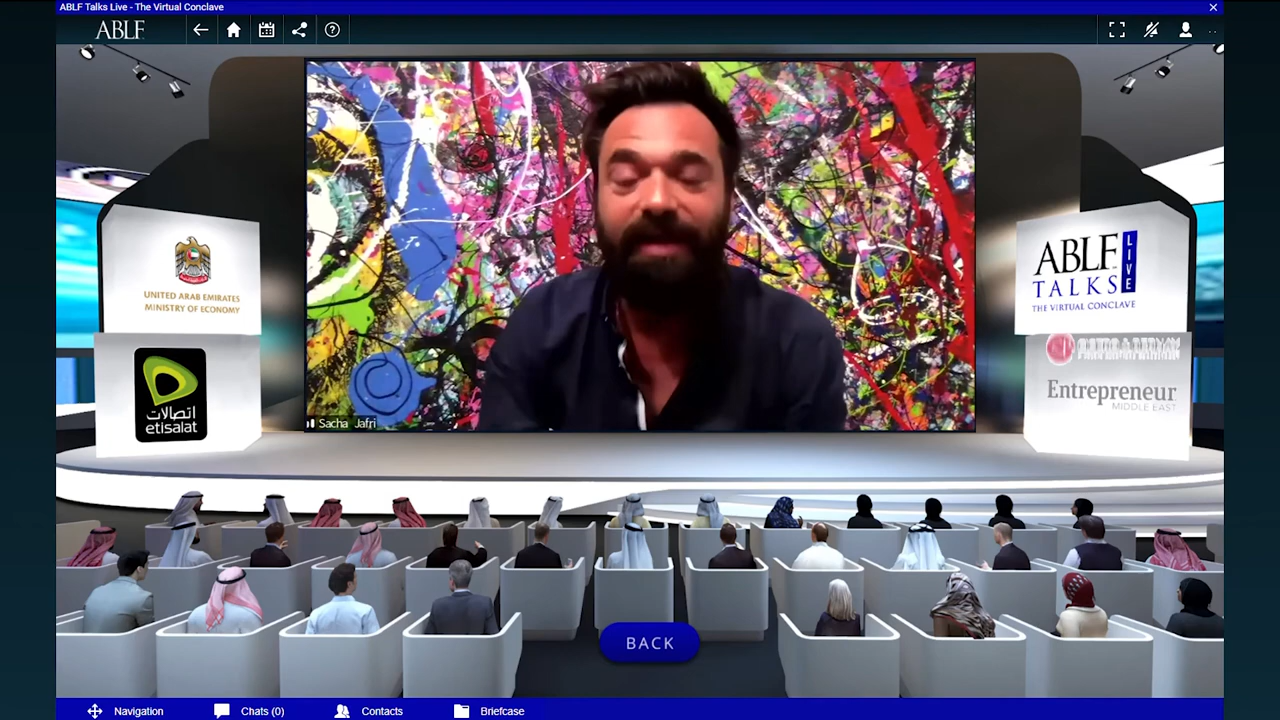 ABLF Talks Live - The Virtual Conclave
ABLF
UNITED ARAB EMIRATES
MINISTRY OF ECONOMY
اتصالات
etisalat
Sacha Jafri
ABLF
TALKS
LIVE
THE VIRTUAL CONCLAVE
Entrepreneur
MIDDLE EAST
BACK
Navigation
Chats (0)
Contacts
Briefcase